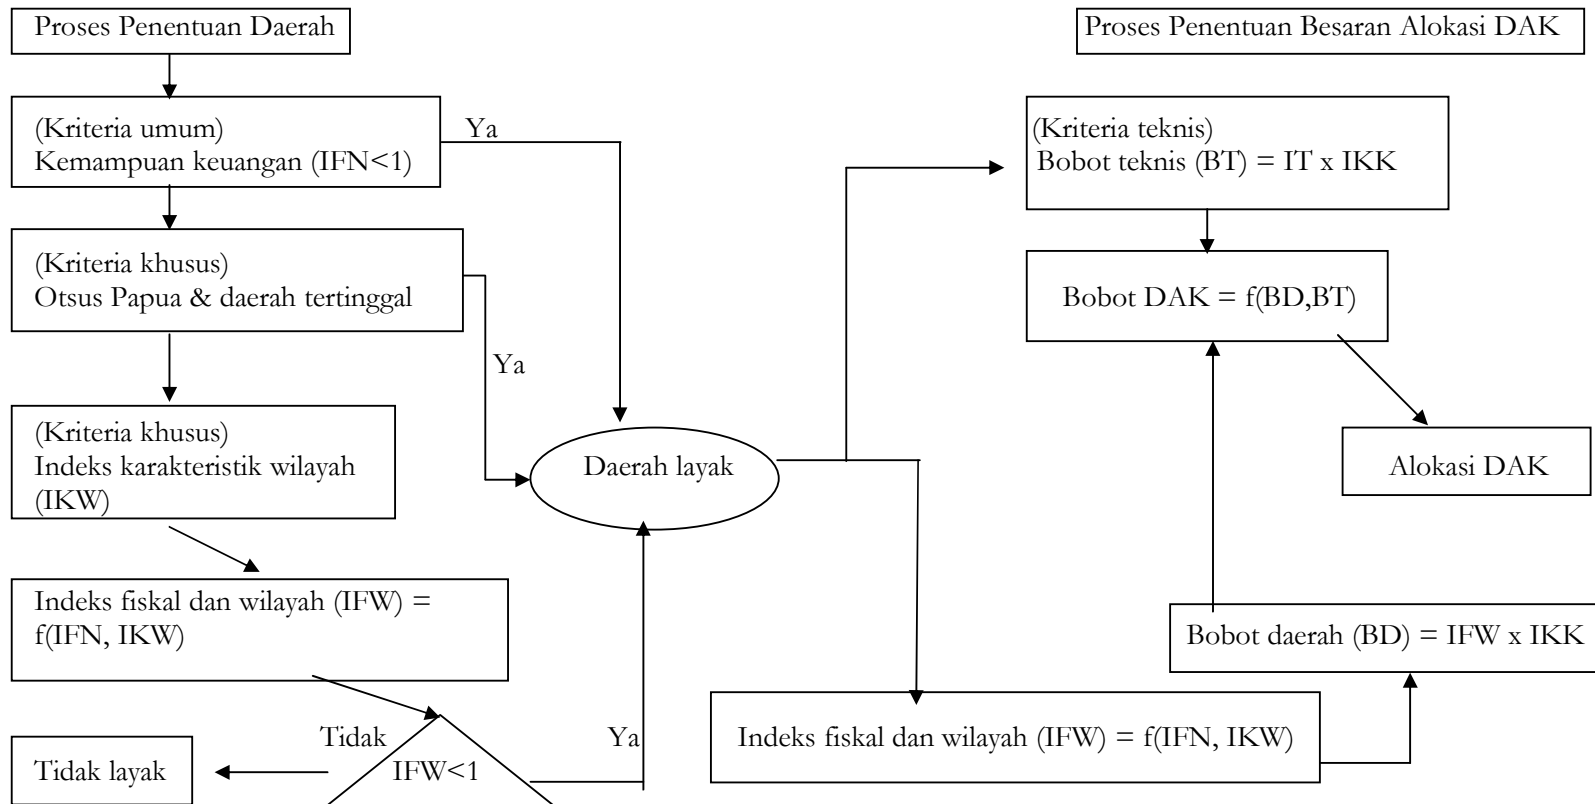 Proses Penentuan Daerah
Proses Penentuan Besaran Alokasi DAK
(Kriteria umum)
Kemampuan keuangan (IFN<1)
Ya
(Kriteria khusus)
Otsus Papua & daerah tertinggal
Ya
(Kriteria khusus)
Indeks karakteristik wilayah
(IKW)
Indeks fiskal dan wilayah (IFW) =
f(IFN, IKW)
Tidak
IFW<1
Ya
Tidak layak
Daerah layak
(Kriteria teknis)
Bobot teknis (BT) = IT x IKK
Bobot DAK = f(BD,BT)
Alokasi DAK
Bobot daerah (BD) = IFW x IKK
Indeks fiskal dan wilayah (IFW) = f(IFN, IKW)